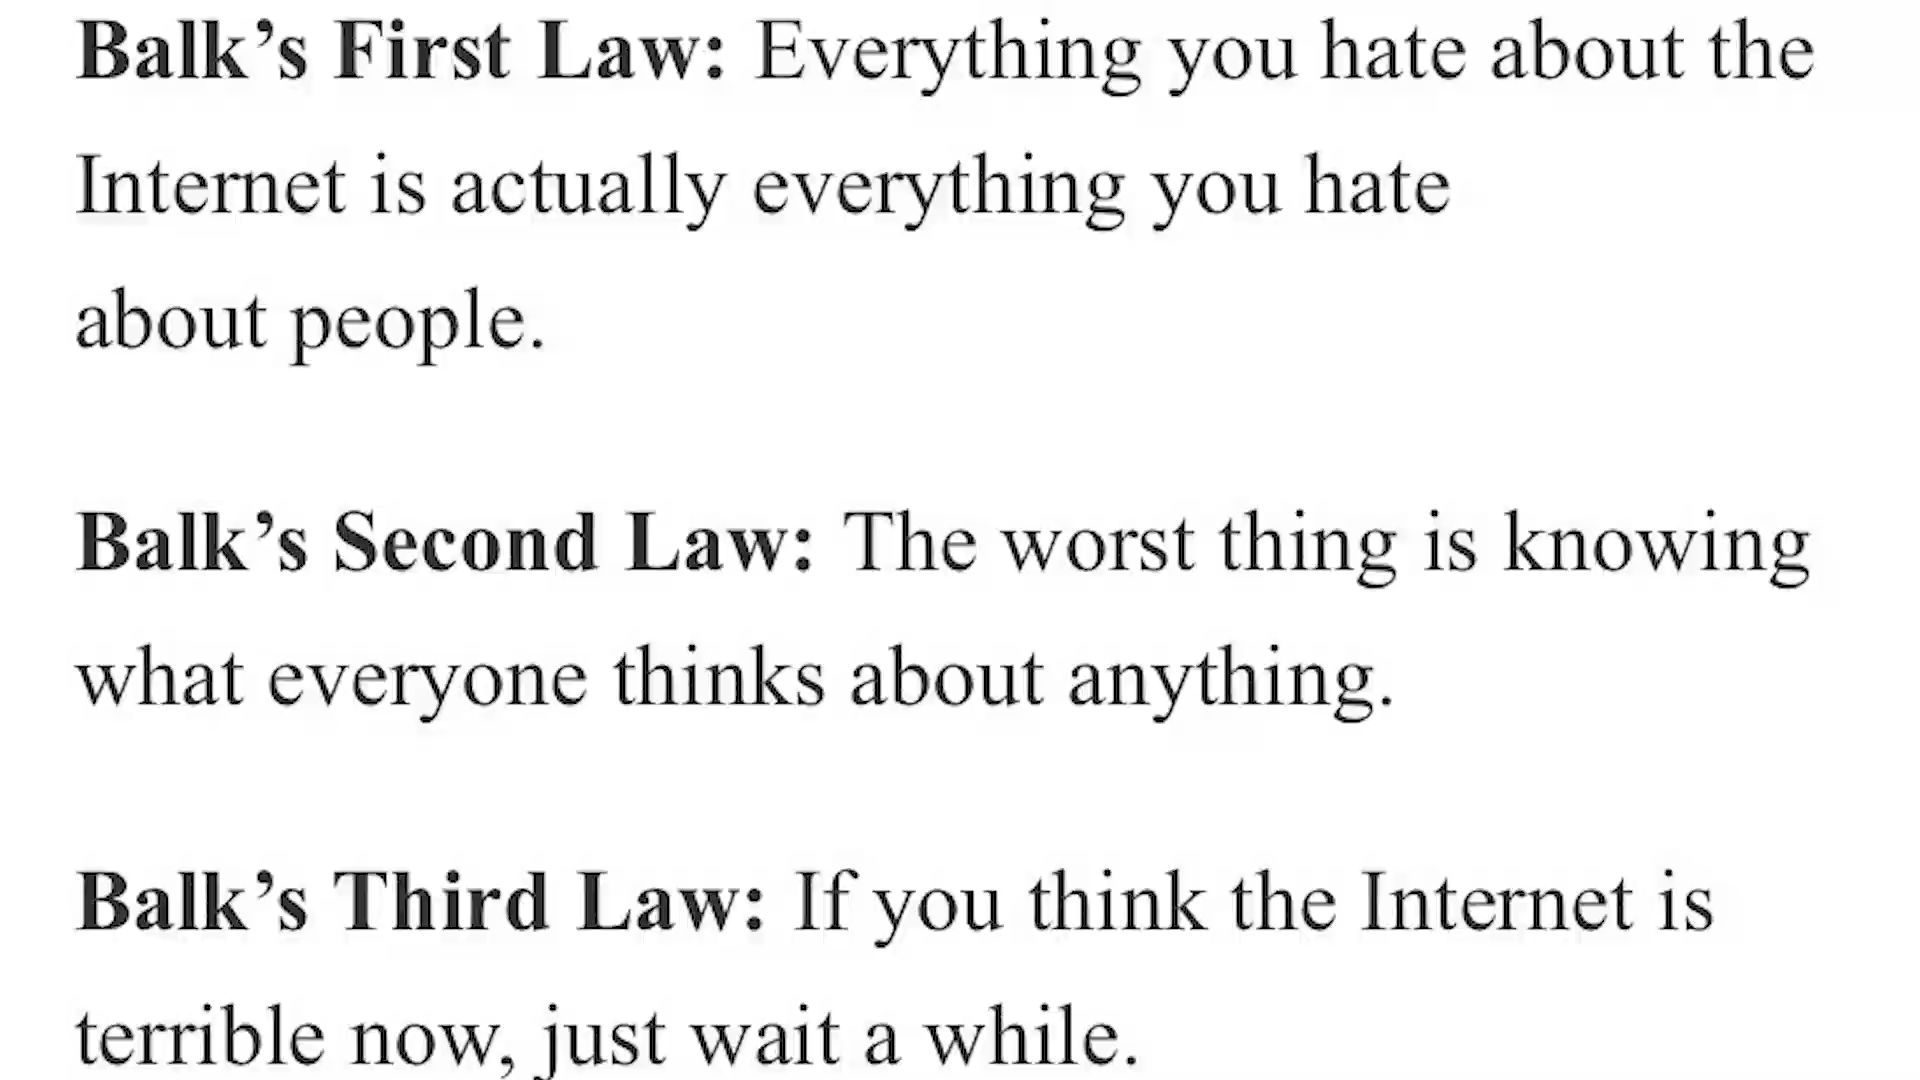 Balk’s First Law: Everything you hate about the
Internet is actually everything you hate
about people.
Balk’s Second Law: The worst thing is knowing
what everyone thinks about anything.
Balk’s Third Law: If you think the Internet is
terrible now, just wait a while.